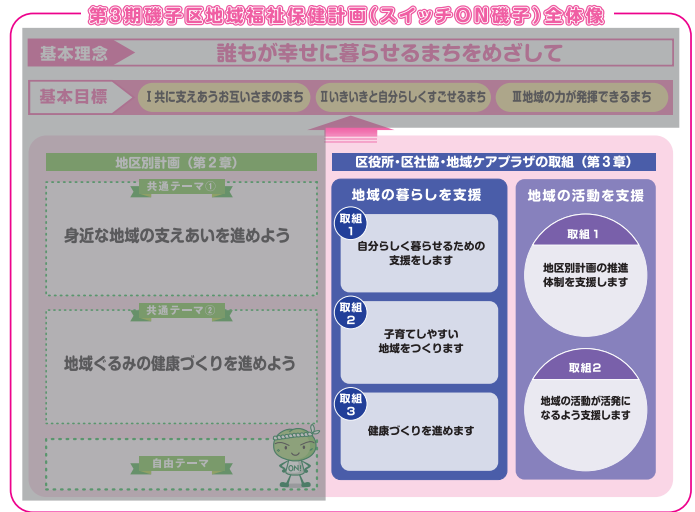 第3期磯子区地域福祉保健計画(スイッチON磯子)全体像
基本理念
誰もが幸せに暮らせるまちをめざして
基本目標
Ⅰ共に支えあうお互いさまのまち
Ⅱいきいきと自分らしくすごせるまち
Ⅲ地域の力が発揮できるまち
地区別計画(第2章)
共通テーマ①
身近な地域の支えあいを進めよう
共通テーマ②
地域ぐるみの健康づくりを進めよう
自由テーマ
ON!
区役所・区社協・地域ケアプラザの取組(第3章)
地域の暮らしを支援
取組
1
自分らしく暮らせるための
支援をします
取組
2
子育てしやすい
地域をつくります
取組
3
健康づくりを進めます
地域の活動を支援
取組1
地区別計画の推進
体制を支援します
取組2
地域の活動が活発に
なるよう支援します